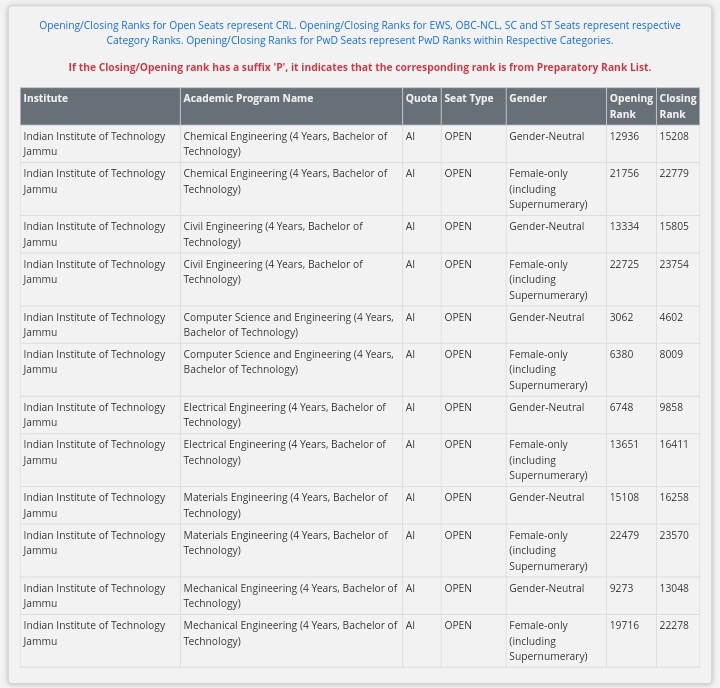 Opening/Closing Ranks for Open Seats represent CRL. Opening/Closing Ranks for EWS, OBC-NCL, SC and ST Seats represent respective
Category Ranks. Opening/Closing Ranks for PwD Seats represent PwD Ranks within Respective Categories.
If the Closing/Opening rank has a suffix 'P', it indicates that the corresponding rank is from Preparatory Rank List.
Institute Academic Program Name Quota Seat Type Gender Opening Closing
Rank Rank
Indian Institute of Technology Chemical Engineering (4 Years, Bachelor of AI OPEN Gender-Neutral 12936 15208
Jammu Technology)
Indian Institute of Technology Chemical Engineering (4 Years, Bachelor of AI OPEN Female-only 21756 22779
Jammu Technology) (including
Supernumerary)
Indian Institute of Technology Civil Engineering (4 Years, Bachelor of AI OPEN Gender-Neutral 13334 15805
Jammu Technology)
Indian Institute of Technology Civil Engineering (4 Years, Bachelor of AI OPEN Female-only 22725 23754
Jammu Technology) (including
Supernumerary)
Indian Institute of Technology Computer Science and Engineering (4 Years, AI OPEN Gender-Neutral 3062 4602
Jammu Bachelor of Technology)
Indian Institute of Technology Computer Science and Engineering (4 Years, AI OPEN Female-only 6380 8009
Jammu Bachelor of Technology) (including
Supernumerary)
Indian Institute of Technology Electrical Engineering (4 Years, Bachelor of AI OPEN Gender-Neutral 6748 9858
Jammu Technology)
Indian Institute of Technology Electrical Engineering (4 Years, Bachelor of AI OPEN Female-only 13651 16411
Jammu Technology) (including
Supernumerary)
Indian Institute of Technology Materials Engineering (4 Years, Bachelor of AI OPEN Gender-Neutral 15108 16258
Jammu Technology)
Indian Institute of Technology Materials Engineering (4 Years, Bachelor of AI OPEN Female-only 22479 23570
Jammu Technology) (including
Supernumerary)
Indian Institute of Technology Mechanical Engineering (4 Years, Bachelor of AI OPEN Gender-Neutral 9273 13048
Jammu Technology)
Indian Institute of Technology Mechanical Engineering (4 Years, Bachelor of AI OPEN Female-only 19716 22278
Jammu Technology) (including
Supernumerary)